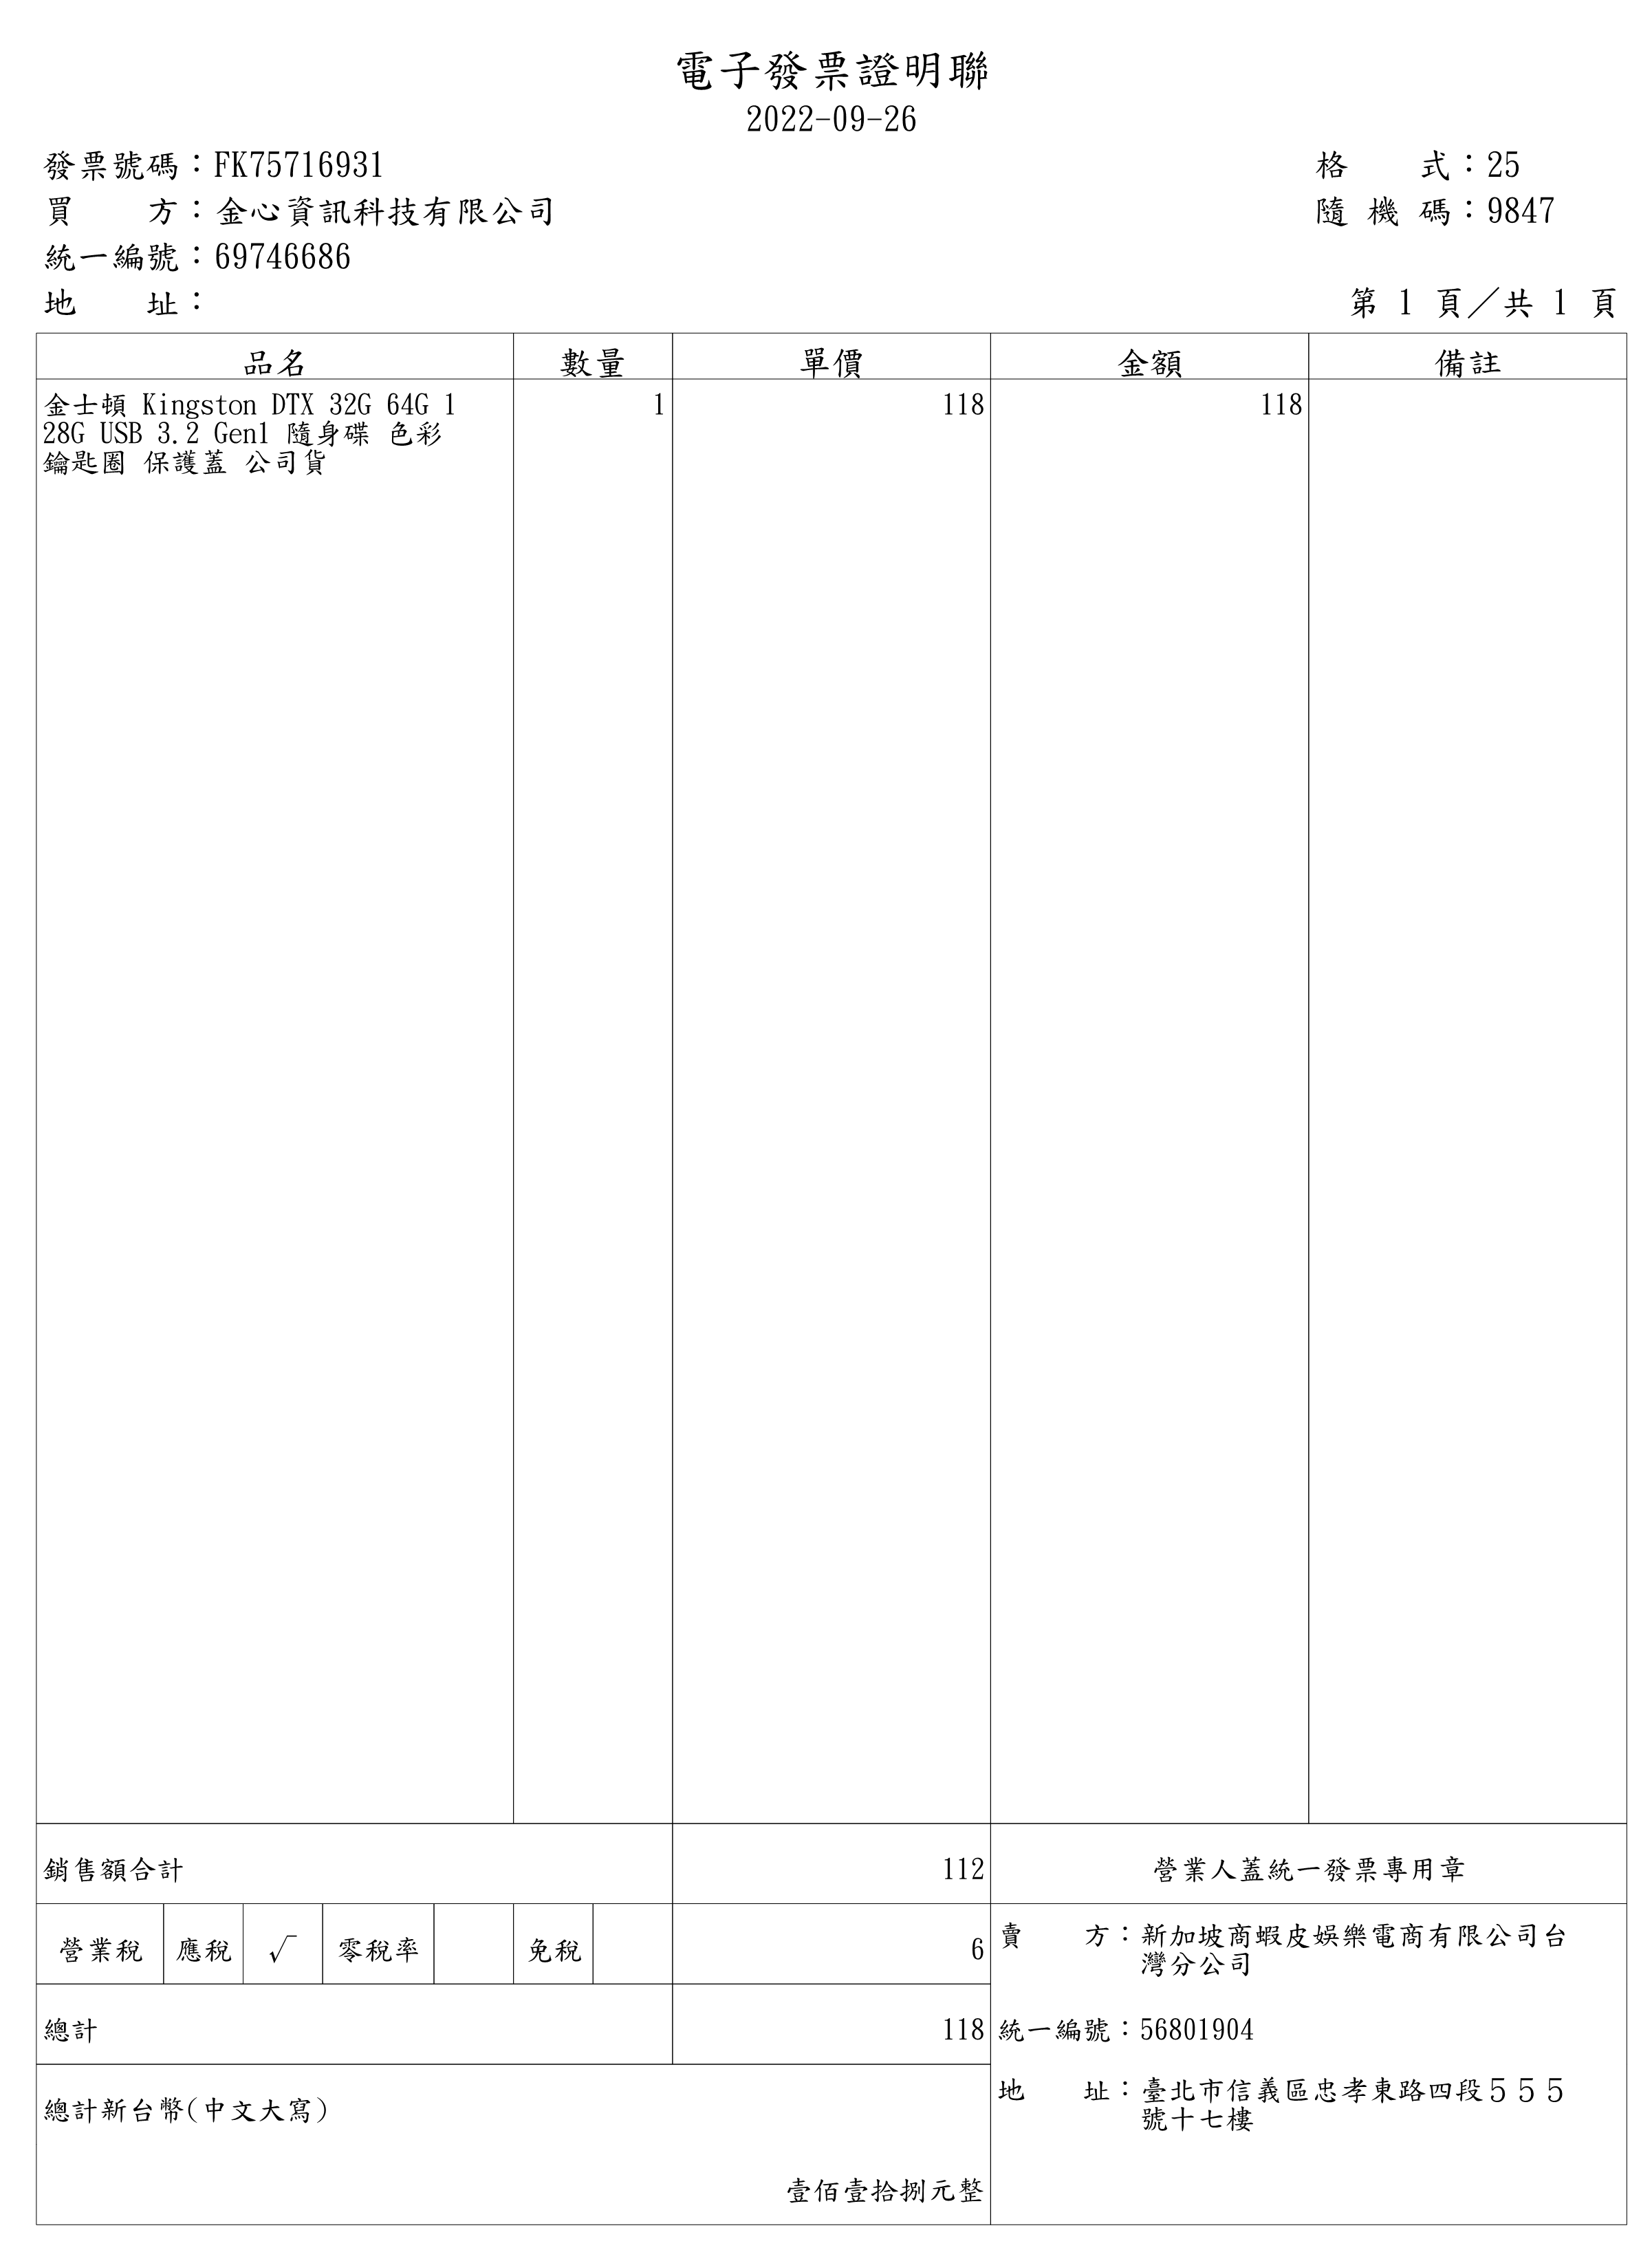 電子發票證明聯
2022-09-26
發票號碼：FK75716931
格 式：25
買 方：金心資訊科技有限公司
隨 機 碼：9847
統一編號：69746686
地 址：
第 1 頁／共 1 頁
品名 數量 單價 金額 備註
金士頓 Kingston DTX 32G 64G 1 1 118 118
28G USB 3.2 Gen1 隨身碟 色彩
鑰匙圈 保護蓋 公司貨
銷售額合計 112 營業人蓋統一發票專用章
營業稅 應稅 √ 零稅率 免稅 6
賣 方：新加坡商蝦皮娛樂電商有限公司台
灣分公司
總計 118
統一編號：56801904
地 址：臺北市信義區忠孝東路四段５５５
號十七樓
總計新台幣(中文大寫)
壹佰壹拾捌元整